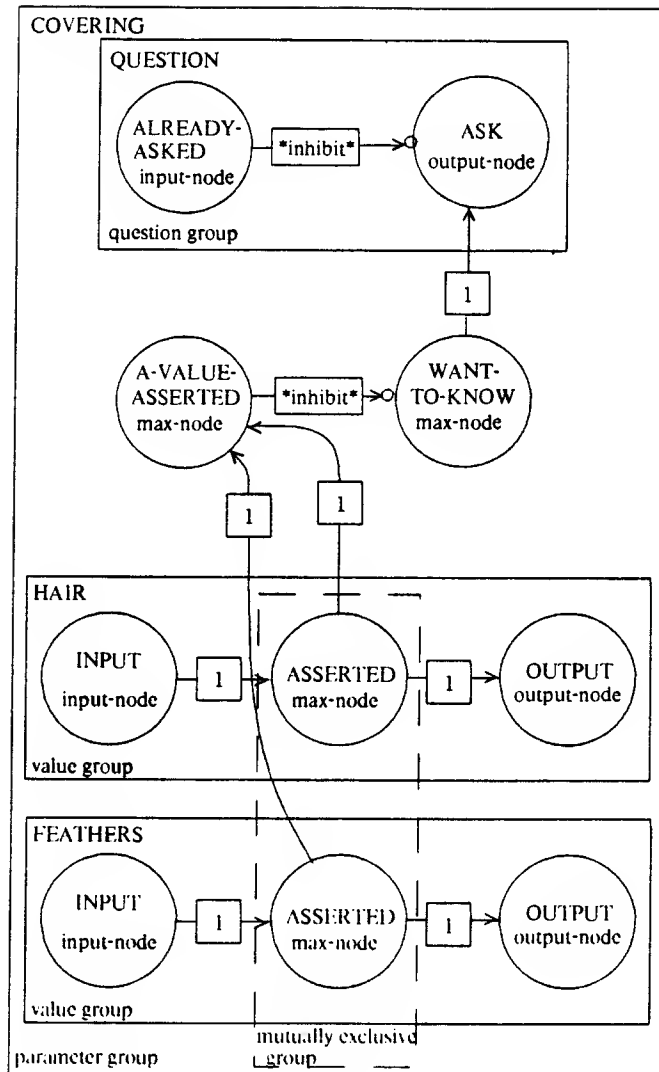 COVERING
QUESTION
ALREADY-
ASKED
input-node
*inhibit*
ASK
output-node
question group
1
A-VALUE-
ASSERTED
max-node
*inhibit*
WANT-
TO-KNOW
max-node
1
1
HAIR
INPUT
input-node
1
ASSERTED
max-node
1
OUTPUT
output-node
value group
FEATHERS
INPUT
input-node
1
ASSERTED
max-node
1
OUTPUT
output-node
value group
mutually exclusive
group
parameter group